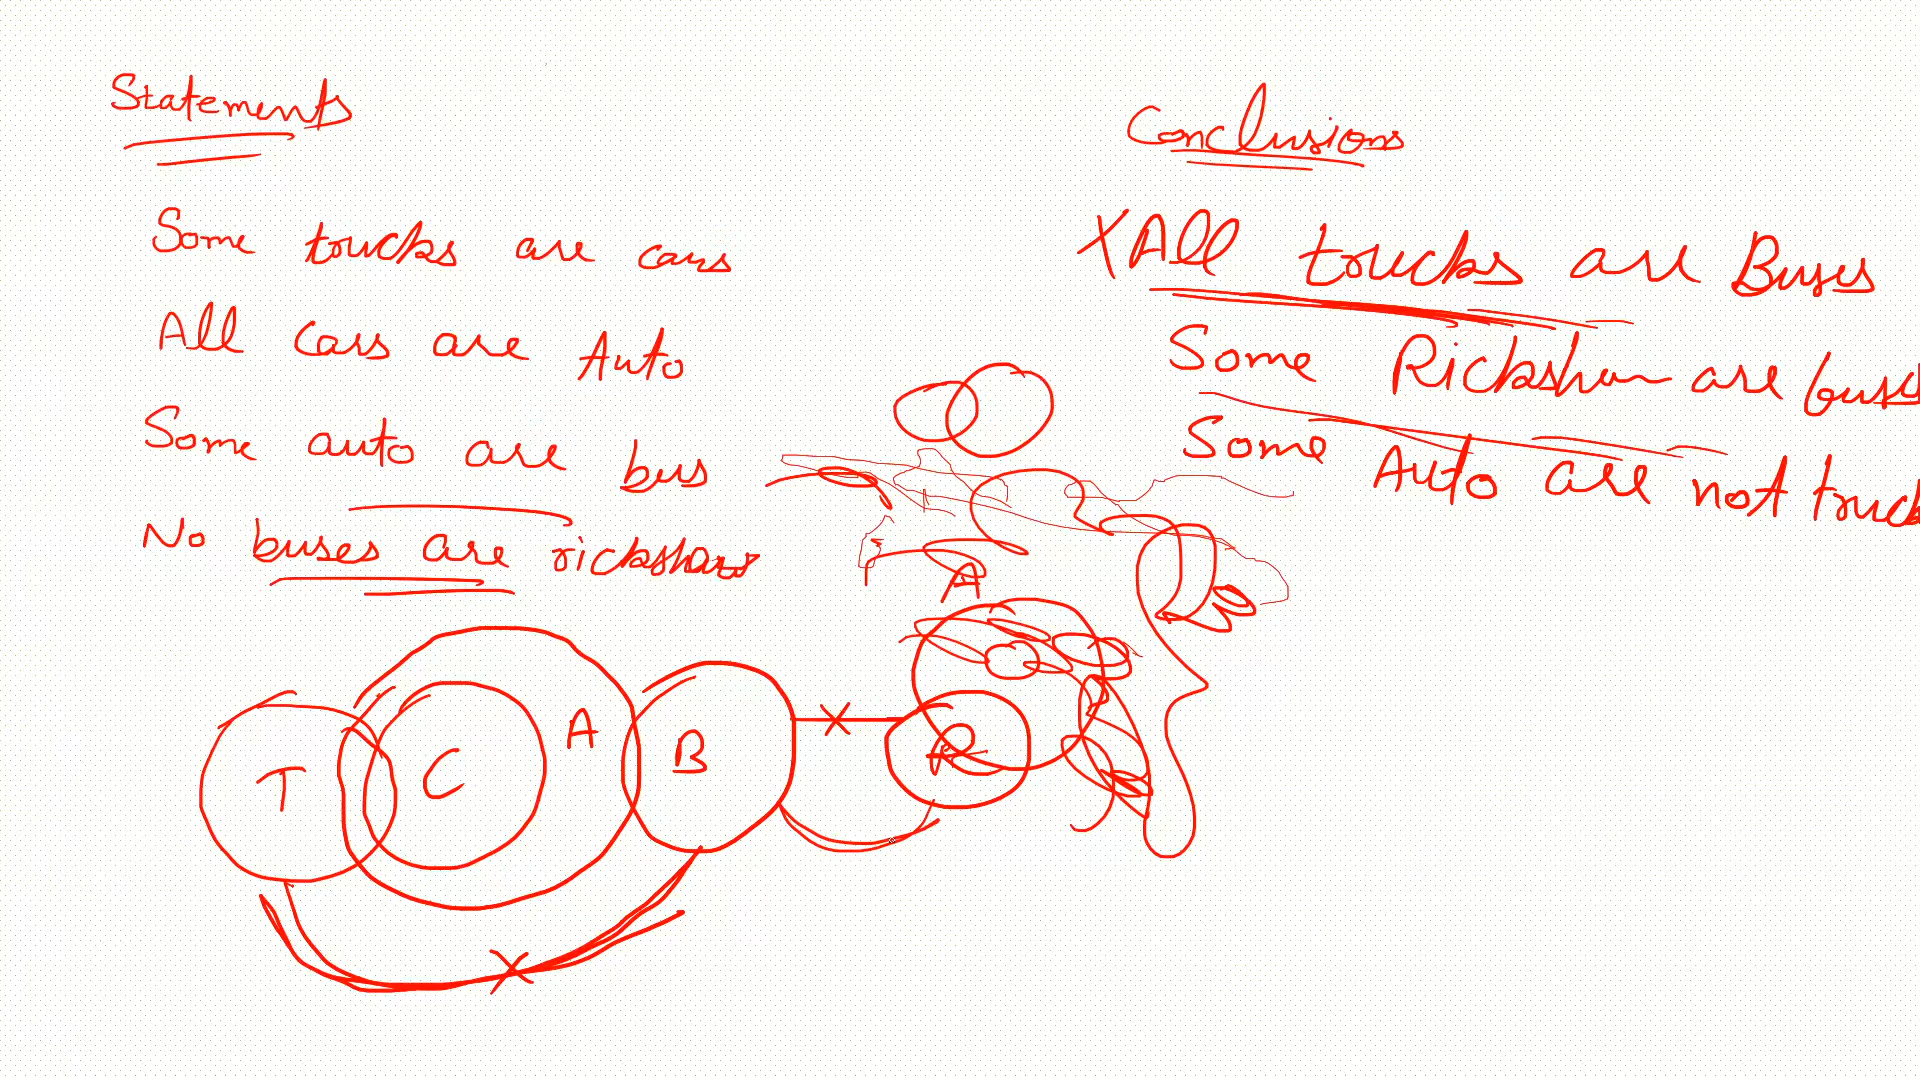 Statements
Some trucks are cars
All Cars are Auto
Some auto are bus
No buses are rickshaw
Conclusions
X All trucks are Buses
Some Rickshaw are buses
Some Auto are not truck
A
T
C
A
B
X
R
X